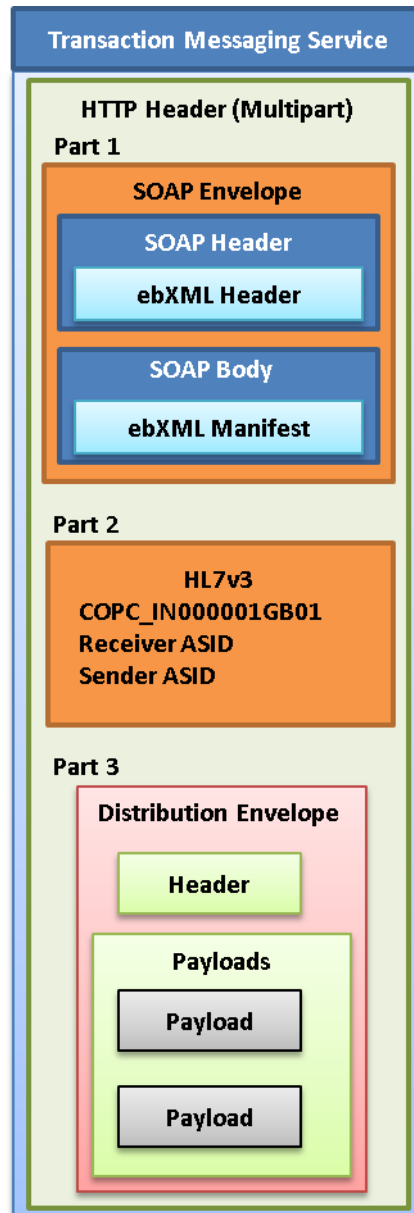 Transaction Messaging Service
HTTP Header (Multipart)
Part 1
SOAP Envelope
SOAP Header
ebXML Header
SOAP Body
ebXML Manifest
Part 2
HL7v3
COPC_IN000001GB01
Receiver ASID
Sender ASID
Part 3
Distribution Envelope
Header
Payloads
Payload
Payload